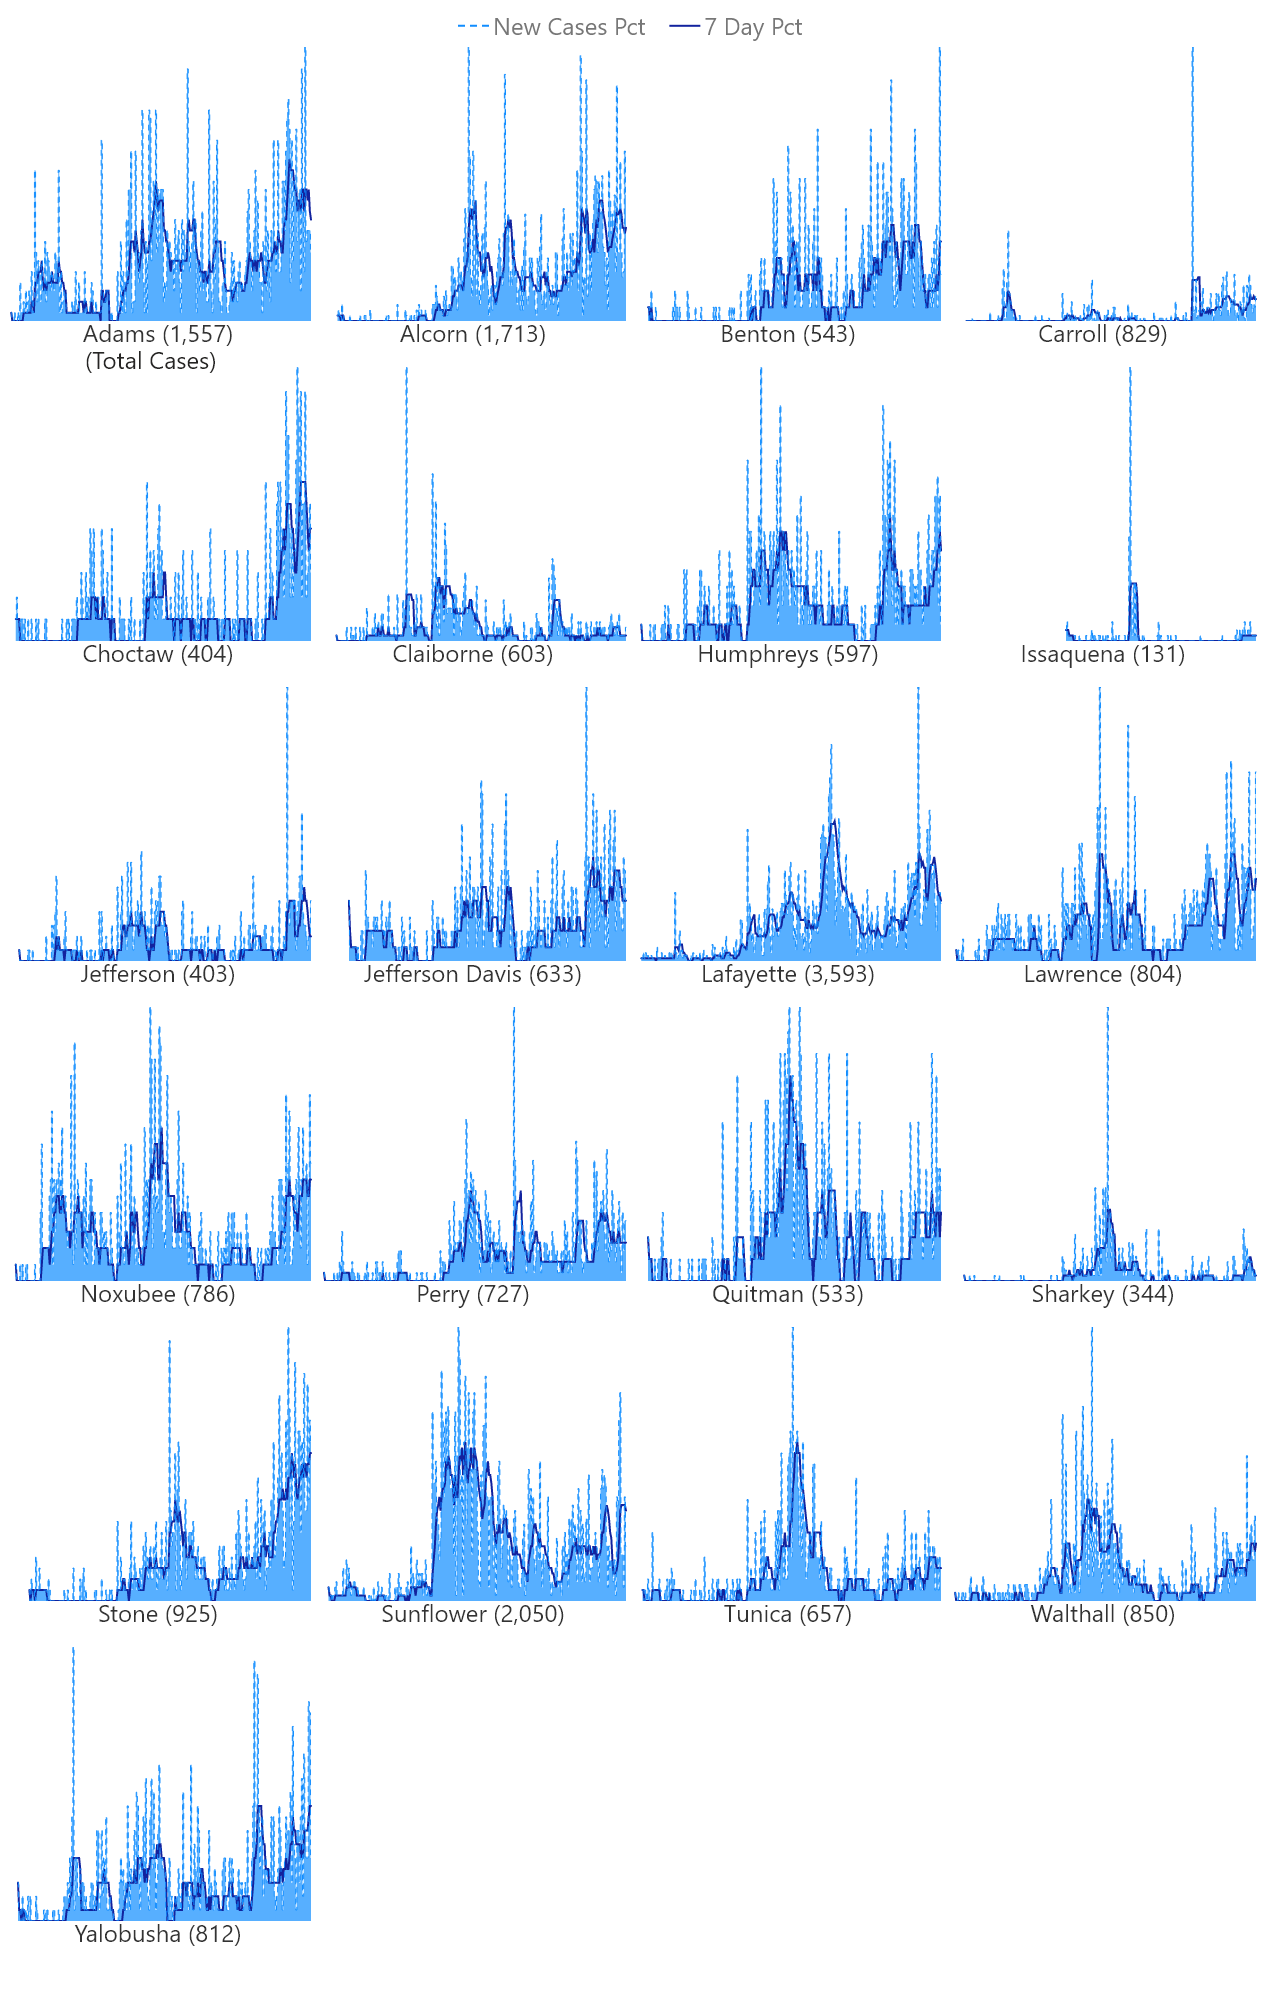 New Cases Pct 7 Day Pct
Adams (1,557) Alcorn (1,713) Benton (543) Carroll (829)
(Total Cases)
Choctaw (404) Claiborne (603) Humphreys (597) Issaquena (131)
Jefferson (403) Jefferson Davis (633) Lafayette (3,593) Lawrence (804)
Noxubee (786) Perry (727) Quitman (533) Sharkey (344)
Stone (925) Sunflower (2,050) Tunica (657) Walthall (850)
Yalobusha (812)